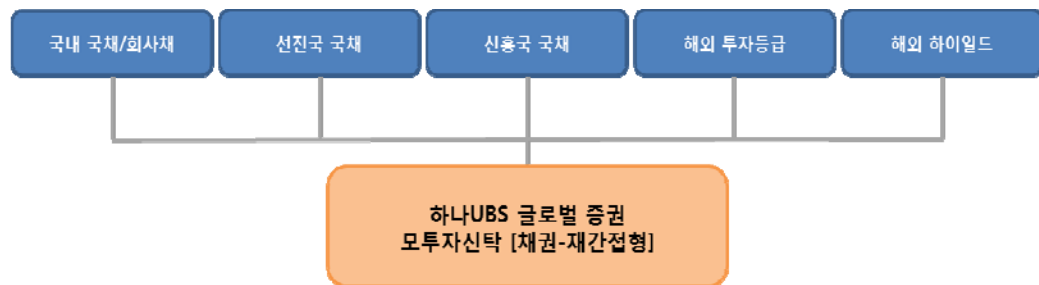 국내 국채/회사채
선진국 국채
신흥국 국채
해외 투자등급
해외 하이일드
하나UBS 글로벌 증권
모투자신탁 [채권-재간접형]